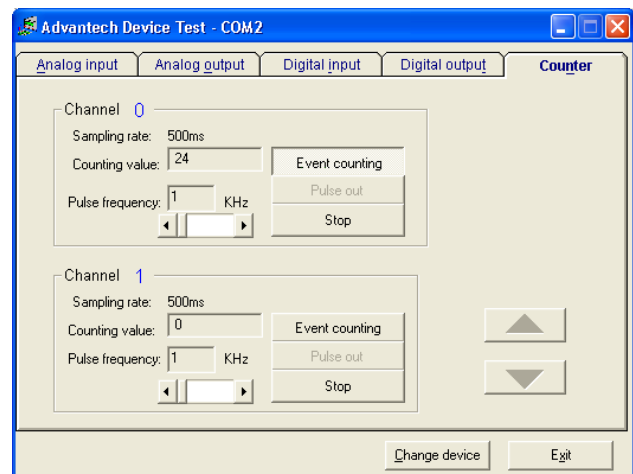 Advantech Device Test - COM2
Analog input
Analog output
Digital input
Digital output
Counter
Channel 0
Sampling rate: 500ms
Counting value: 24
Event counting
Pulse out
Pulse frequency: 1 KHz
Stop
Channel 1
Sampling rate: 500ms
Counting value: 0
Event counting
Pulse frequency: 1 KHz
Pulse out
Stop
Change device
Exit